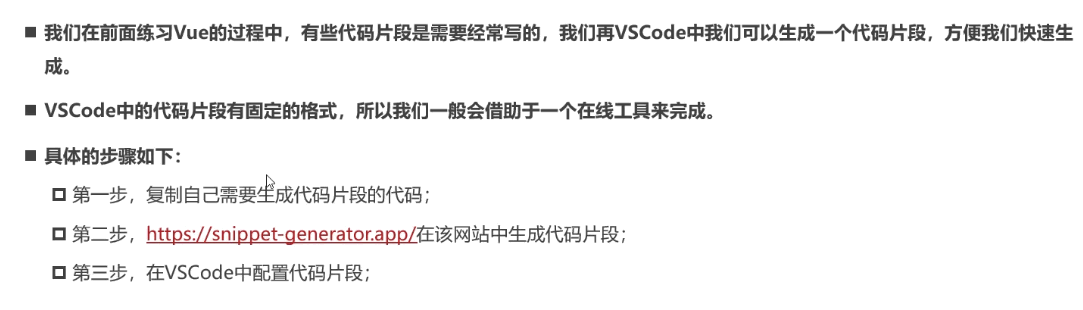 我们在前面练习Vue的过程中，有些代码片段是需要经常写的，我们再VSCode中我们可以生成一个代码片段，方便我们快速生
成。
VSCode中的代码片段有固定的格式，所以我们一般会借助于一个在线工具来完成。
具体的步骤如下：
第一步，复制自己需要生成代码片段的代码；
第二步，https://snippet-generator.app/在该网站中生成代码片段；
第三步，在VSCode中配置代码片段；